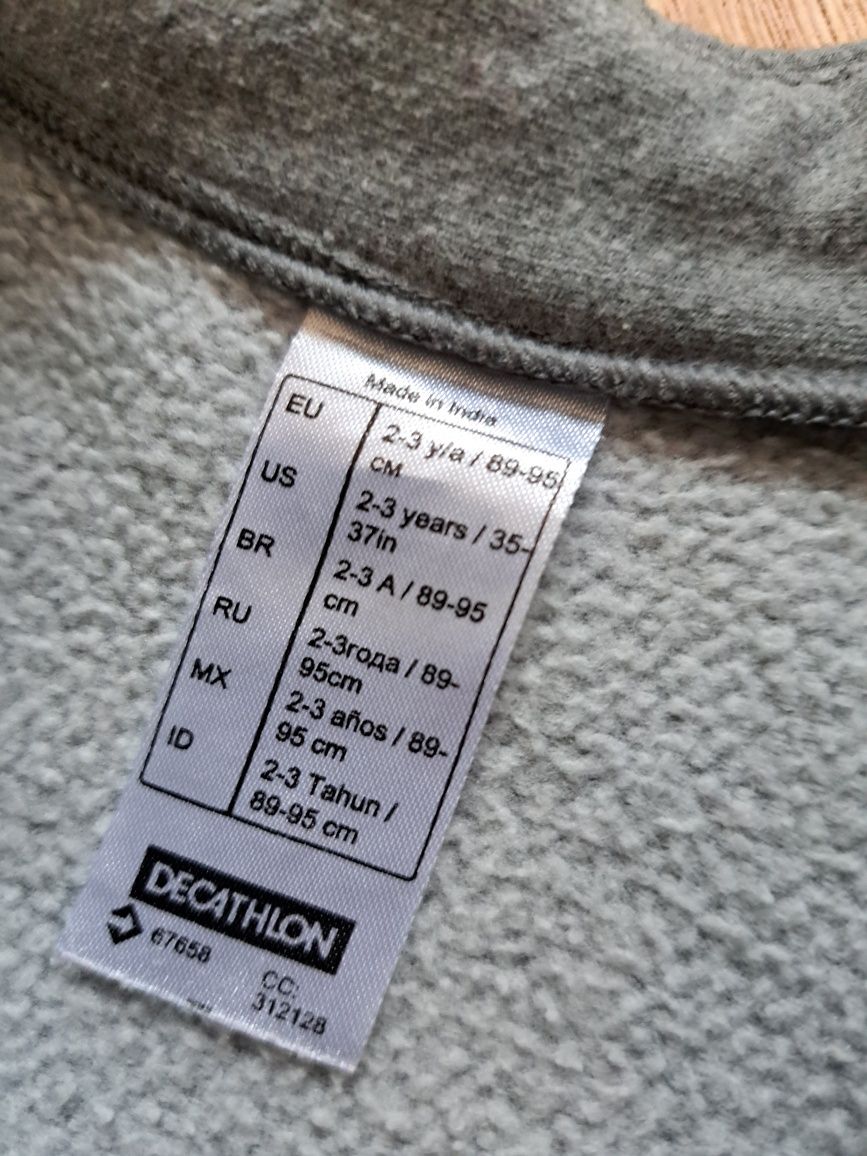 Made in India
EU 2-3 y/a / 89-95
CM
US 2-3 years / 35-
37in
BR 2-3 A / 89-95
cm
RU 2-3года / 89-
95cm
MX 2-3 años / 89-
95 cm
ID 2-3 Tahun /
89-95 cm
DECATHLON
67658
CC:
312128